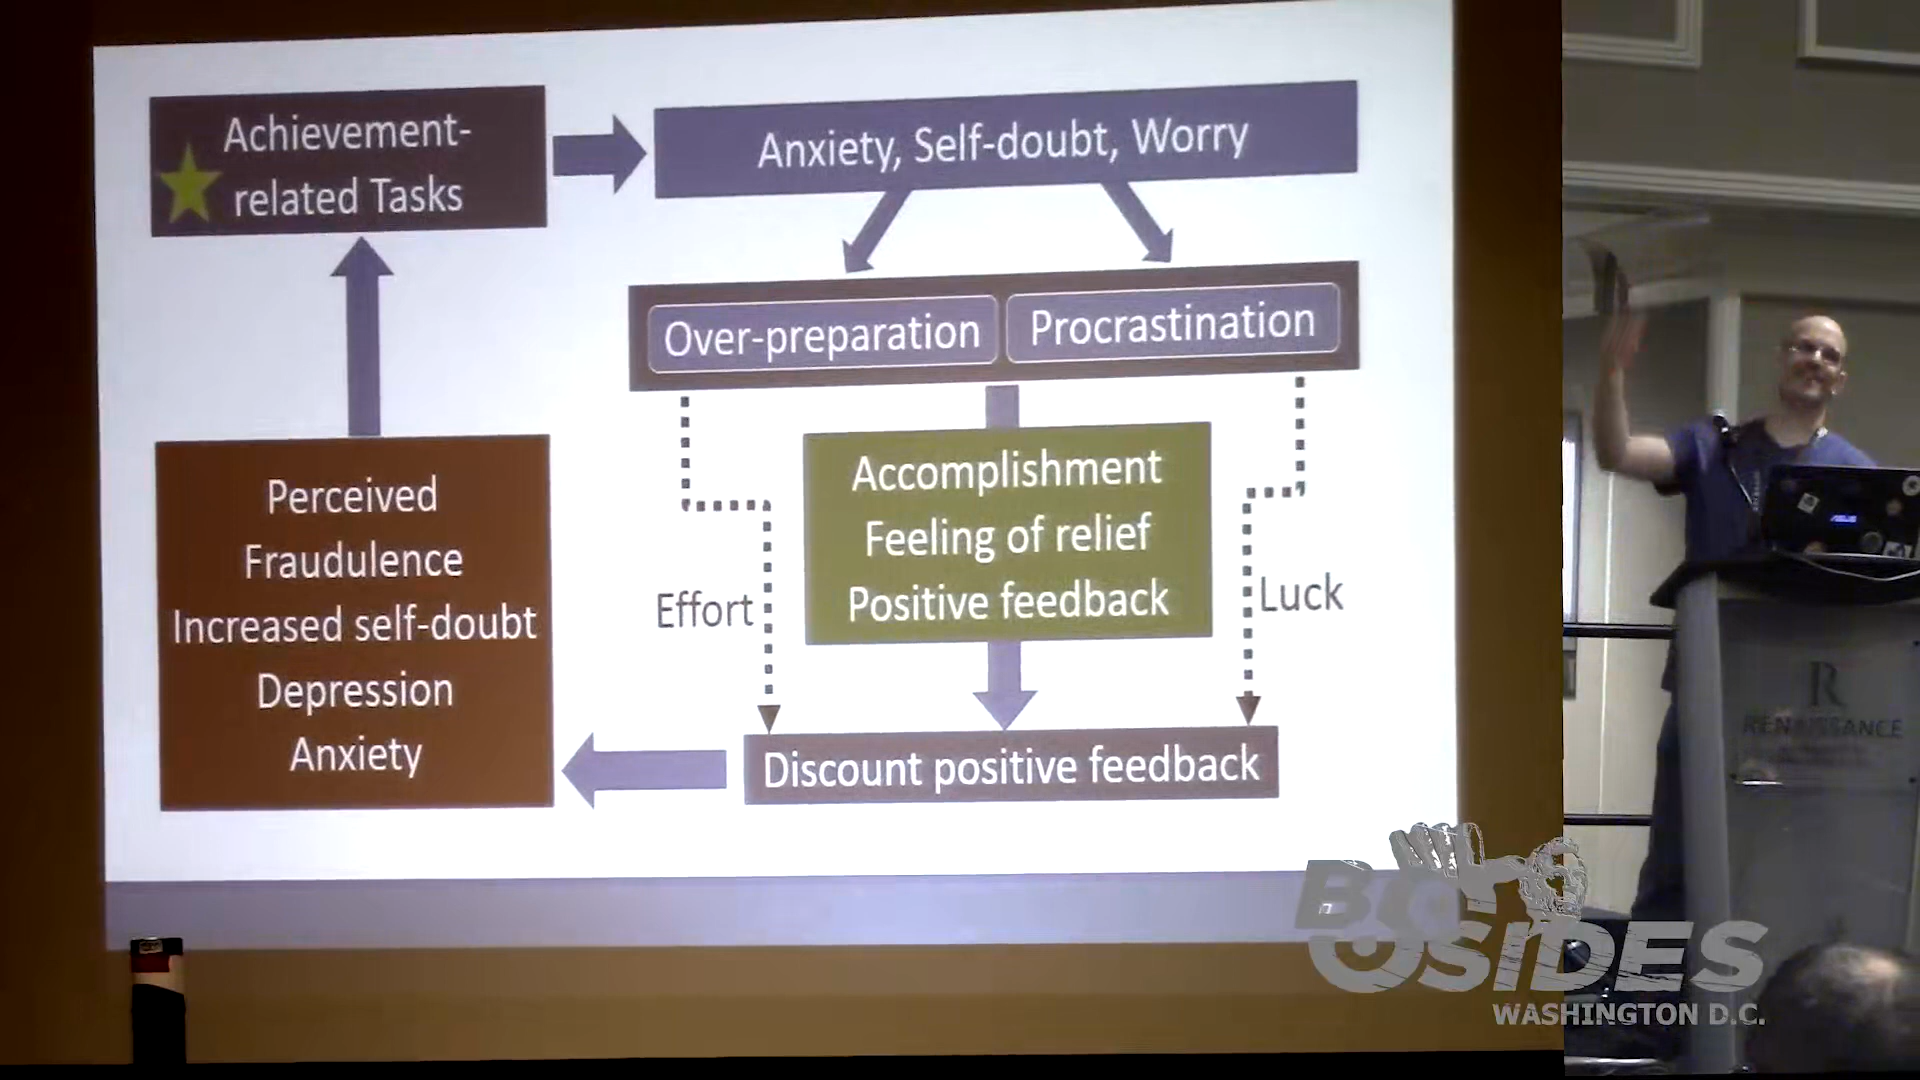 Achievement-
related Tasks
Anxiety, Self-doubt, Worry
Over-preparation
Procrastination
Accomplishment
Feeling of relief
Positive feedback
Effort
Luck
Perceived
Fraudulence
Increased self-doubt
Depression
Anxiety
Discount positive feedback
ASUS
R
RENAISSANCE
BSIDES
WASHINGTON D.C.